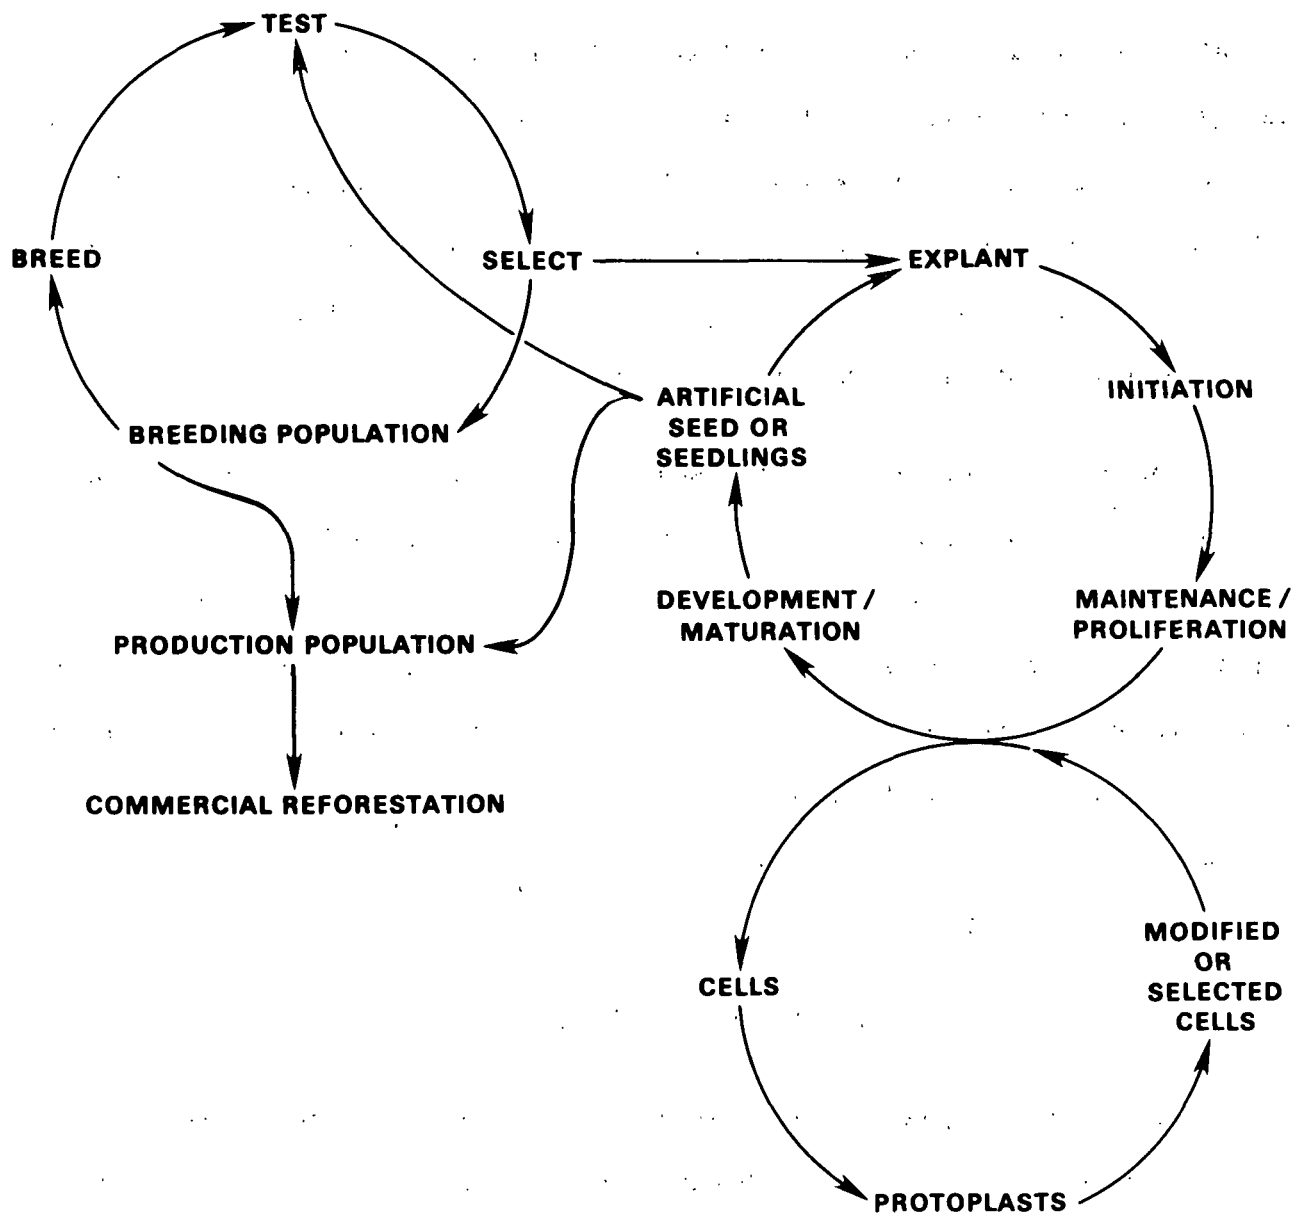 TEST
BREED
SELECT
EXPLANT
ARTIFICIAL
SEED OR
SEEDLINGS
INITIATION
BREEDING POPULATION
DEVELOPMENT /
MATURATION
MAINTENANCE /
PROLIFERATION
PRODUCTION POPULATION
COMMERCIAL REFORESTATION
CELLS
MODIFIED
OR
SELECTED
CELLS
PROTOPLASTS